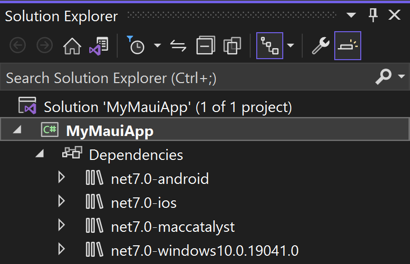 Solution Explorer
Search Solution Explorer (Ctrl+;)
Solution 'MyMauiApp' (1 of 1 project)
C# MyMauiApp
Dependencies
net7.0-android
net7.0-ios
net7.0-maccatalyst
net7.0-windows10.0.19041.0